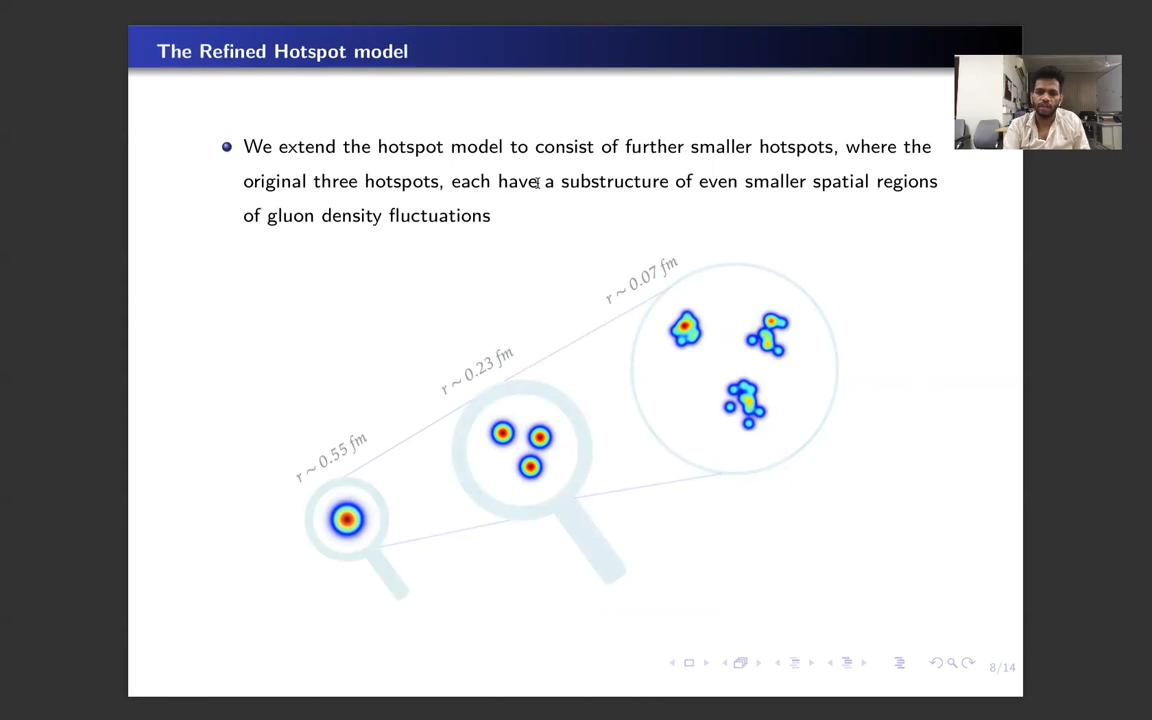 The Refined Hotspot model
We extend the hotspot model to consist of further smaller hotspots, where the
original three hotspots, each have a substructure of even smaller spatial regions
of gluon density fluctuations
r ~ 0.07 fm
r ~ 0.23 fm
r ~ 0.55 fm
8/14